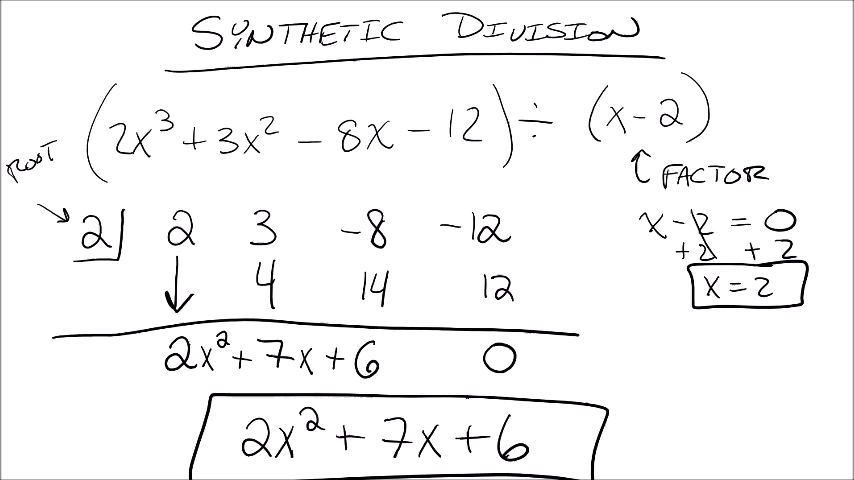 SYNTHETIC DIVISION
(2x³ + 3x² - 8x - 12) ÷ (x - 2)
ROOT
FACTOR
2 2 3 -8 -12
4 14 12
2x² + 7x + 6 0
x - 2 = 0
+2 +2
x = 2
2x² + 7x + 6